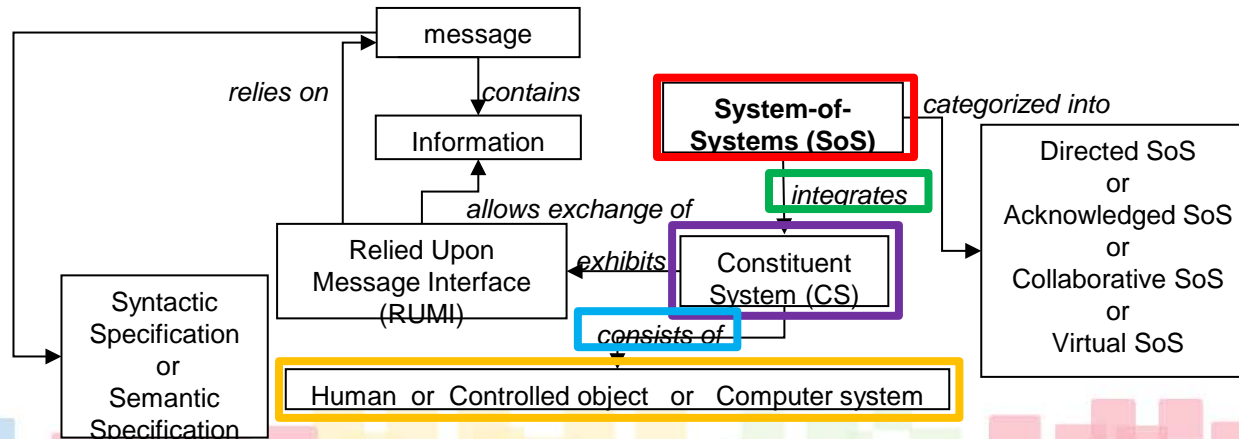 message
relies on
contains
Information
System-of-
Systems (SoS)
categorized into
integrates
allows exchange of
Relied Upon
Message Interface
(RUMI)
exhibits
Constituent
System (CS)
Directed SoS
or
Acknowledged SoS
or
Collaborative SoS
or
Virtual SoS
Syntactic
Specification
or
Semantic
Specification
consists of
Human or Controlled object or Computer system